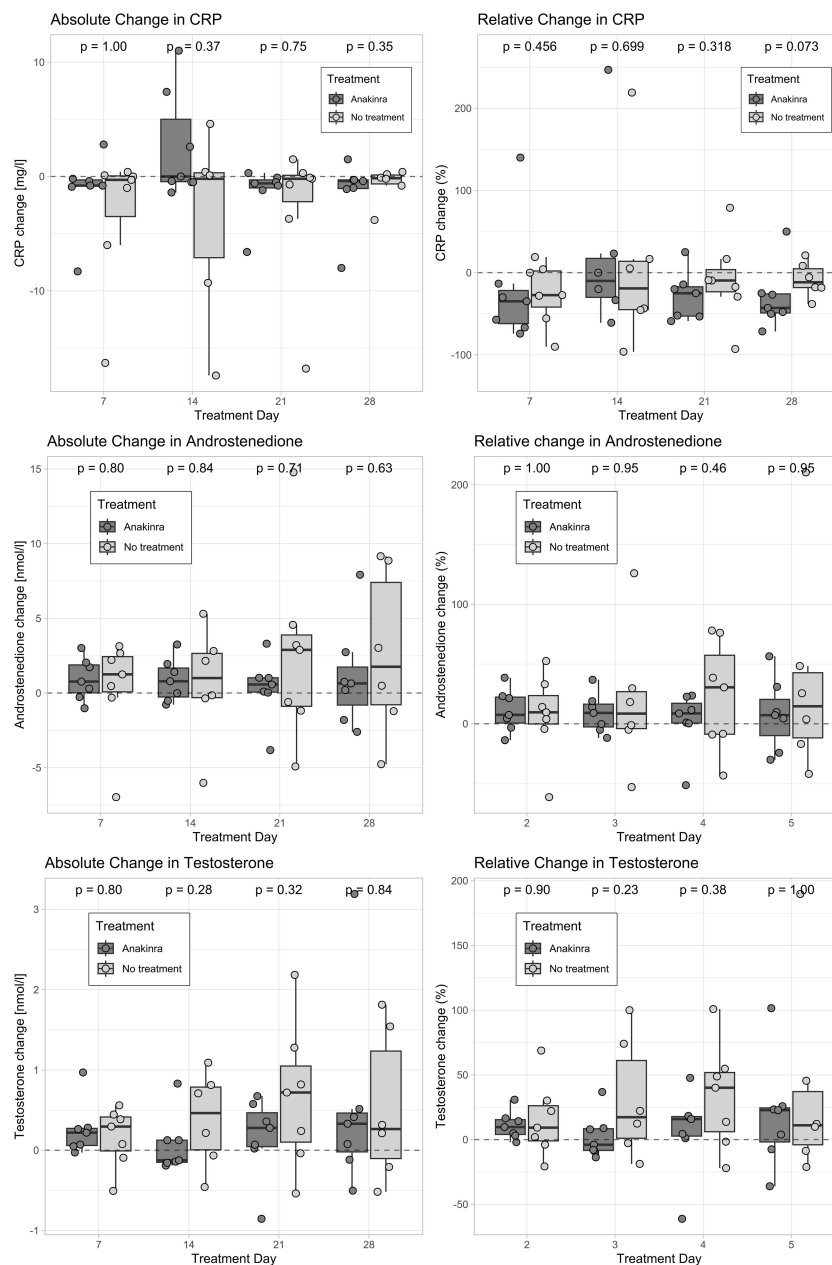 Absolute Change in CRP
p = 1.00 p = 0.37 p = 0.75 p = 0.35
Treatment
Anakinra
No treatment
10
0
-10
CRP change [mg/l]
7 14 21 28
Treatment Day
Relative Change in CRP
p = 0.456 p = 0.699 p = 0.318 p = 0.073
Treatment
Anakinra
No treatment
200
100
0
-100
CRP change (%)
7 14 21 28
Treatment Day
Absolute Change in Androstenedione
p = 0.80 p = 0.84 p = 0.71 p = 0.63
Treatment
Anakinra
No treatment
15
10
5
0
-5
Androstenedione change [nmol/l]
7 14 21 28
Treatment Day
Relative change in Androstenedione
p = 1.00 p = 0.95 p = 0.46 p = 0.95
Treatment
Anakinra
No treatment
200
100
0
Androstenedione change (%)
2 3 4 5
Treatment Day
Absolute Change in Testosterone
p = 0.80 p = 0.28 p = 0.32 p = 0.84
Treatment
Anakinra
No treatment
3
2
1
0
-1
Testosterone change [nmol/l]
7 14 21 28
Treatment Day
Relative Change in Testosterone
p = 0.90 p = 0.23 p = 0.38 p = 1.00
Treatment
Anakinra
No treatment
200
150
100
50
0
-50
Testosterone change (%)
2 3 4 5
Treatment Day